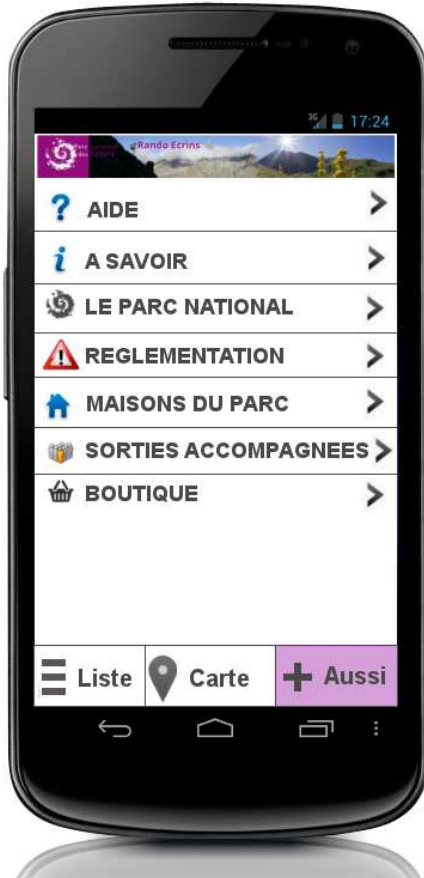 3G 17:24
Rando Ecrins
? AIDE
i A SAVOIR
LE PARC NATIONAL
REGLEMENTATION
MAISONS DU PARC
SORTIES ACCOMPAGNEES
BOUTIQUE
Liste Carte + Aussi